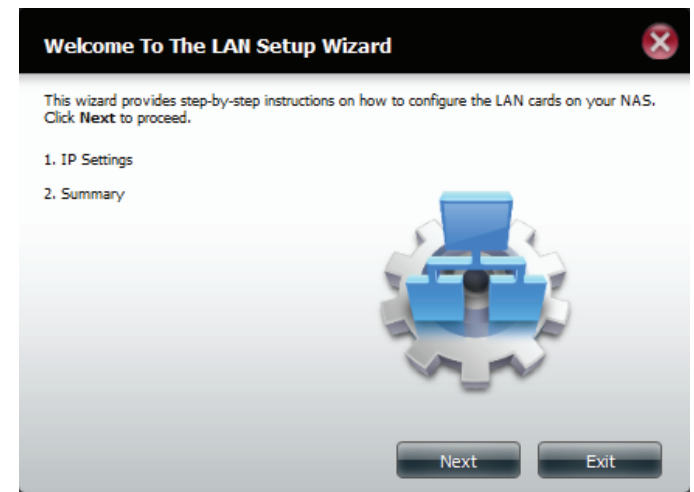 Welcome To The LAN Setup Wizard
This wizard provides step-by-step instructions on how to configure the LAN cards on your NAS.
Click Next to proceed.
1. IP Settings
2. Summary
Next
Exit